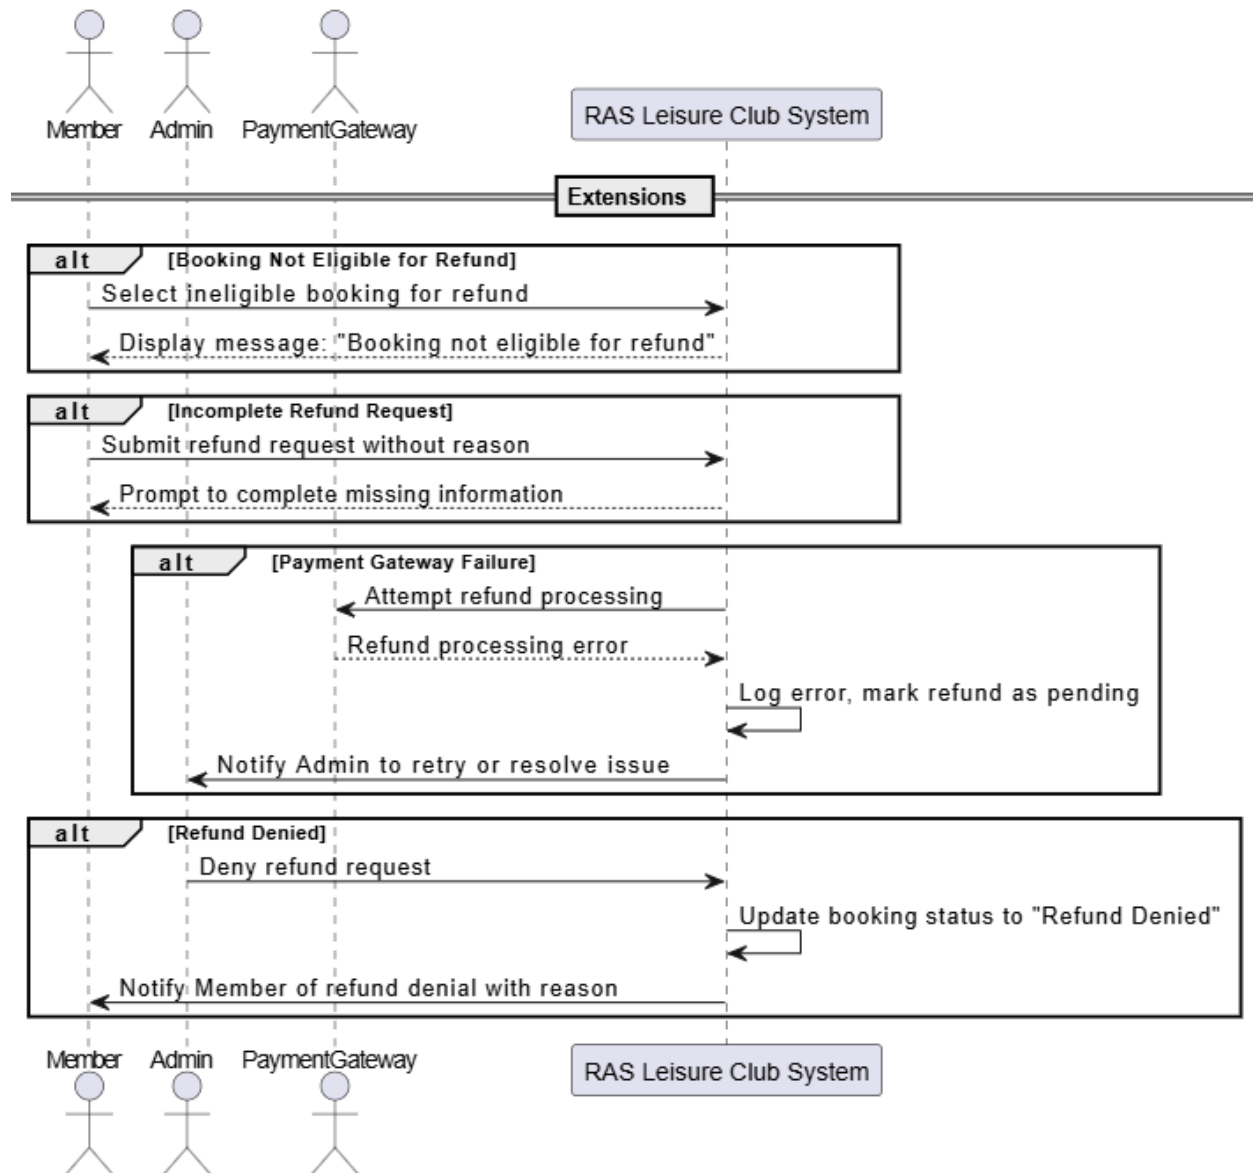 Member Admin PaymentGateway RAS Leisure Club System
Extensions
alt [Booking Not Eligible for Refund]
Select ineligible booking for refund
Display message: "Booking not eligible for refund"
alt [Incomplete Refund Request]
Submit refund request without reason
Prompt to complete missing information
alt [Payment Gateway Failure]
Attempt refund processing
Refund processing error
Log error, mark refund as pending
Notify Admin to retry or resolve issue
alt [Refund Denied]
Deny refund request
Update booking status to "Refund Denied"
Notify Member of refund denial with reason
Member Admin PaymentGateway RAS Leisure Club System